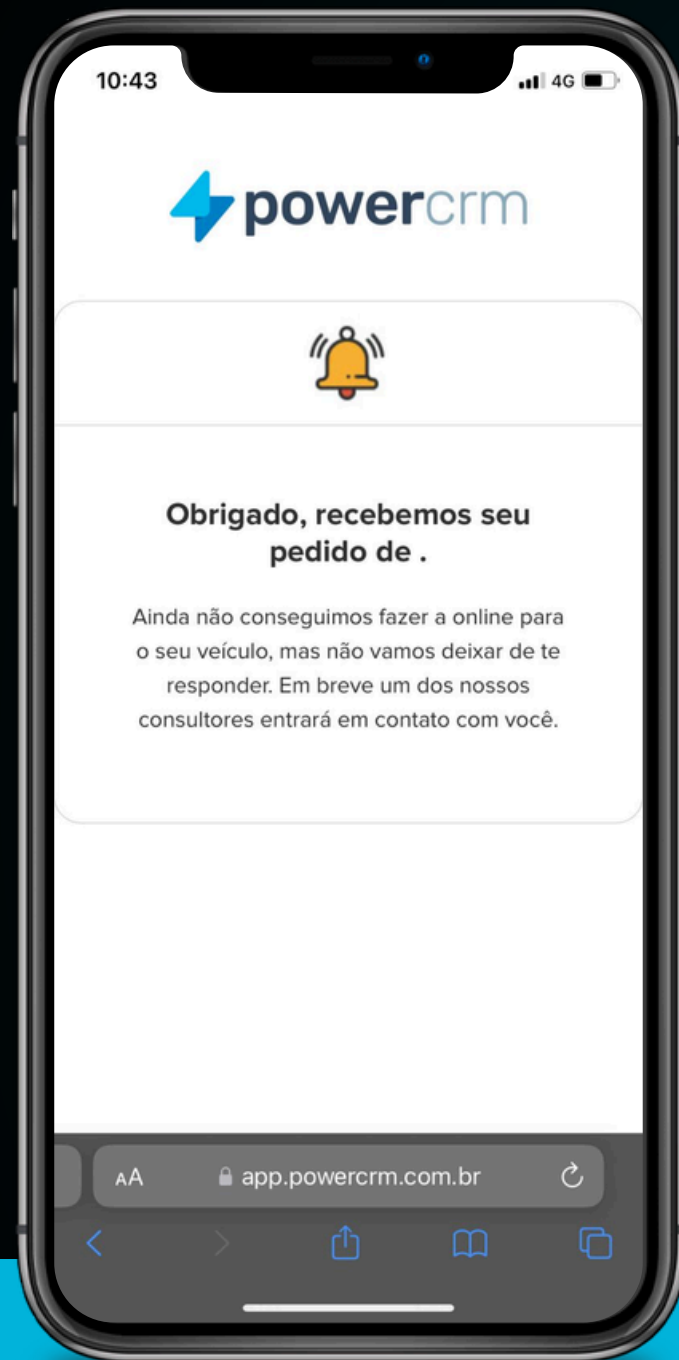 10:43
4G
powercrm
Obrigado, recebemos seu
pedido de .
Ainda não conseguimos fazer a online para
o seu veículo, mas não vamos deixar de te
responder. Em breve um dos nossos
consultores entrará em contato com você.
AA
app.powercrm.com.br